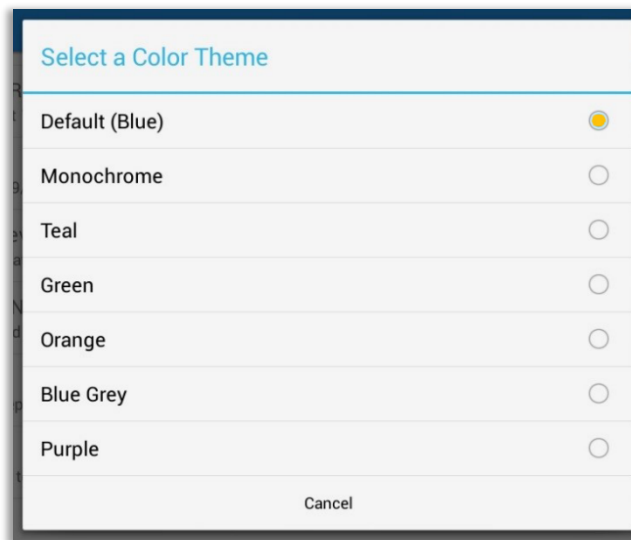 Select a Color Theme
Default (Blue)
Monochrome
Teal
Green
Orange
Blue Grey
Purple
Cancel